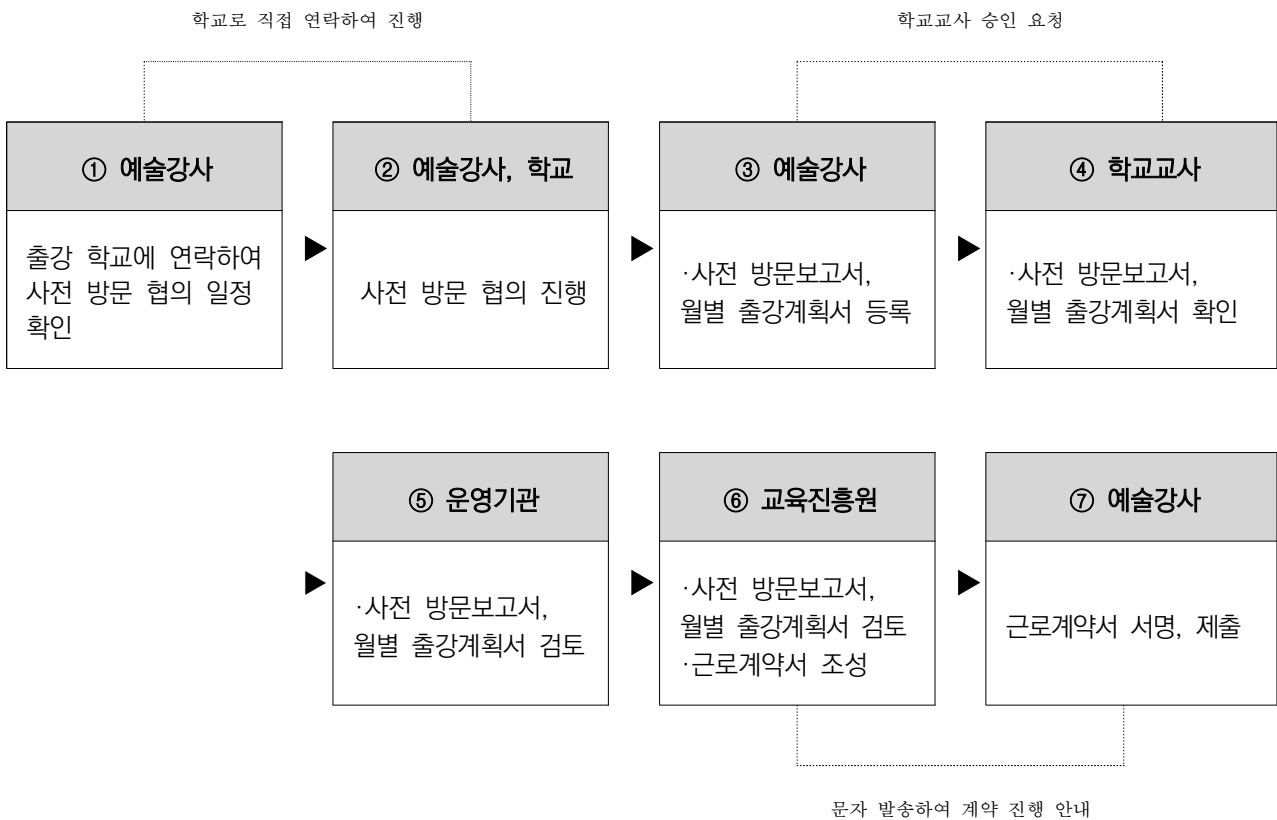 학교로 직접 연락하여 진행
학교교사 승인 요청
① 예술강사
출강 학교에 연락하여
사전 방문 협의 일정
확인
② 예술강사, 학교
사전 방문 협의 진행
③ 예술강사
·사전 방문보고서,
월별 출강계획서 등록
④ 학교교사
·사전 방문보고서,
월별 출강계획서 확인
⑤ 운영기관
·사전 방문보고서,
월별 출강계획서 검토
⑥ 교육진흥원
·사전 방문보고서,
월별 출강계획서 검토
·근로계약서 조성
⑦ 예술강사
근로계약서 서명, 제출
문자 발송하여 계약 진행 안내